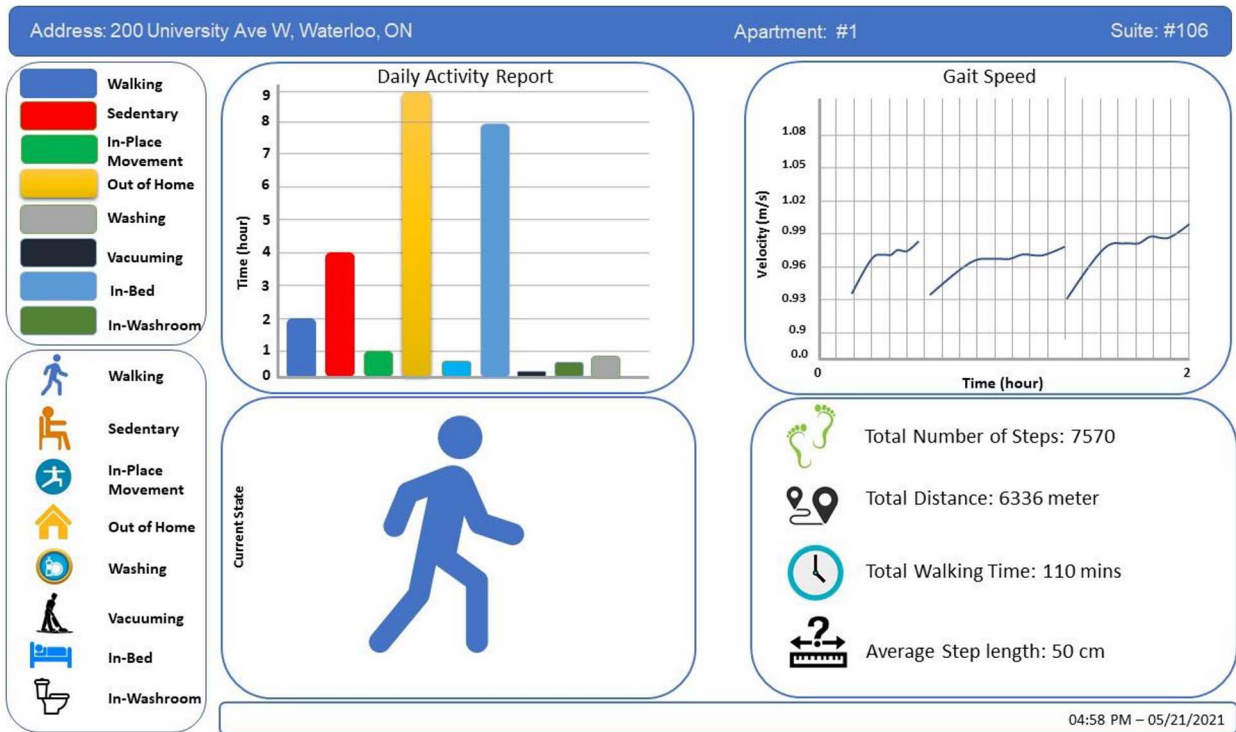 Address: 200 University Ave W, Waterloo, ON
Apartment: #1
Suite: #106
Walking
Sedentary
In-Place
Movement
Out of Home
Washing
Vacuuming
In-Bed
In-Washroom
Walking
Sedentary
In-Place
Movement
Out of Home
Washing
Vacuuming
In-Bed
In-Washroom
Daily Activity Report
Time (hour)
9
8
7
6
5
4
3
2
1
0
Gait Speed
Velocity (m/s)
1.08
1.05
1.02
0.99
0.96
0.93
0.9
0.0
0
2
Time (hour)
Current State
?
Total Number of Steps: 7570
Total Distance: 6336 meter
Total Walking Time: 110 mins
Average Step length: 50 cm
04:58 PM – 05/21/2021